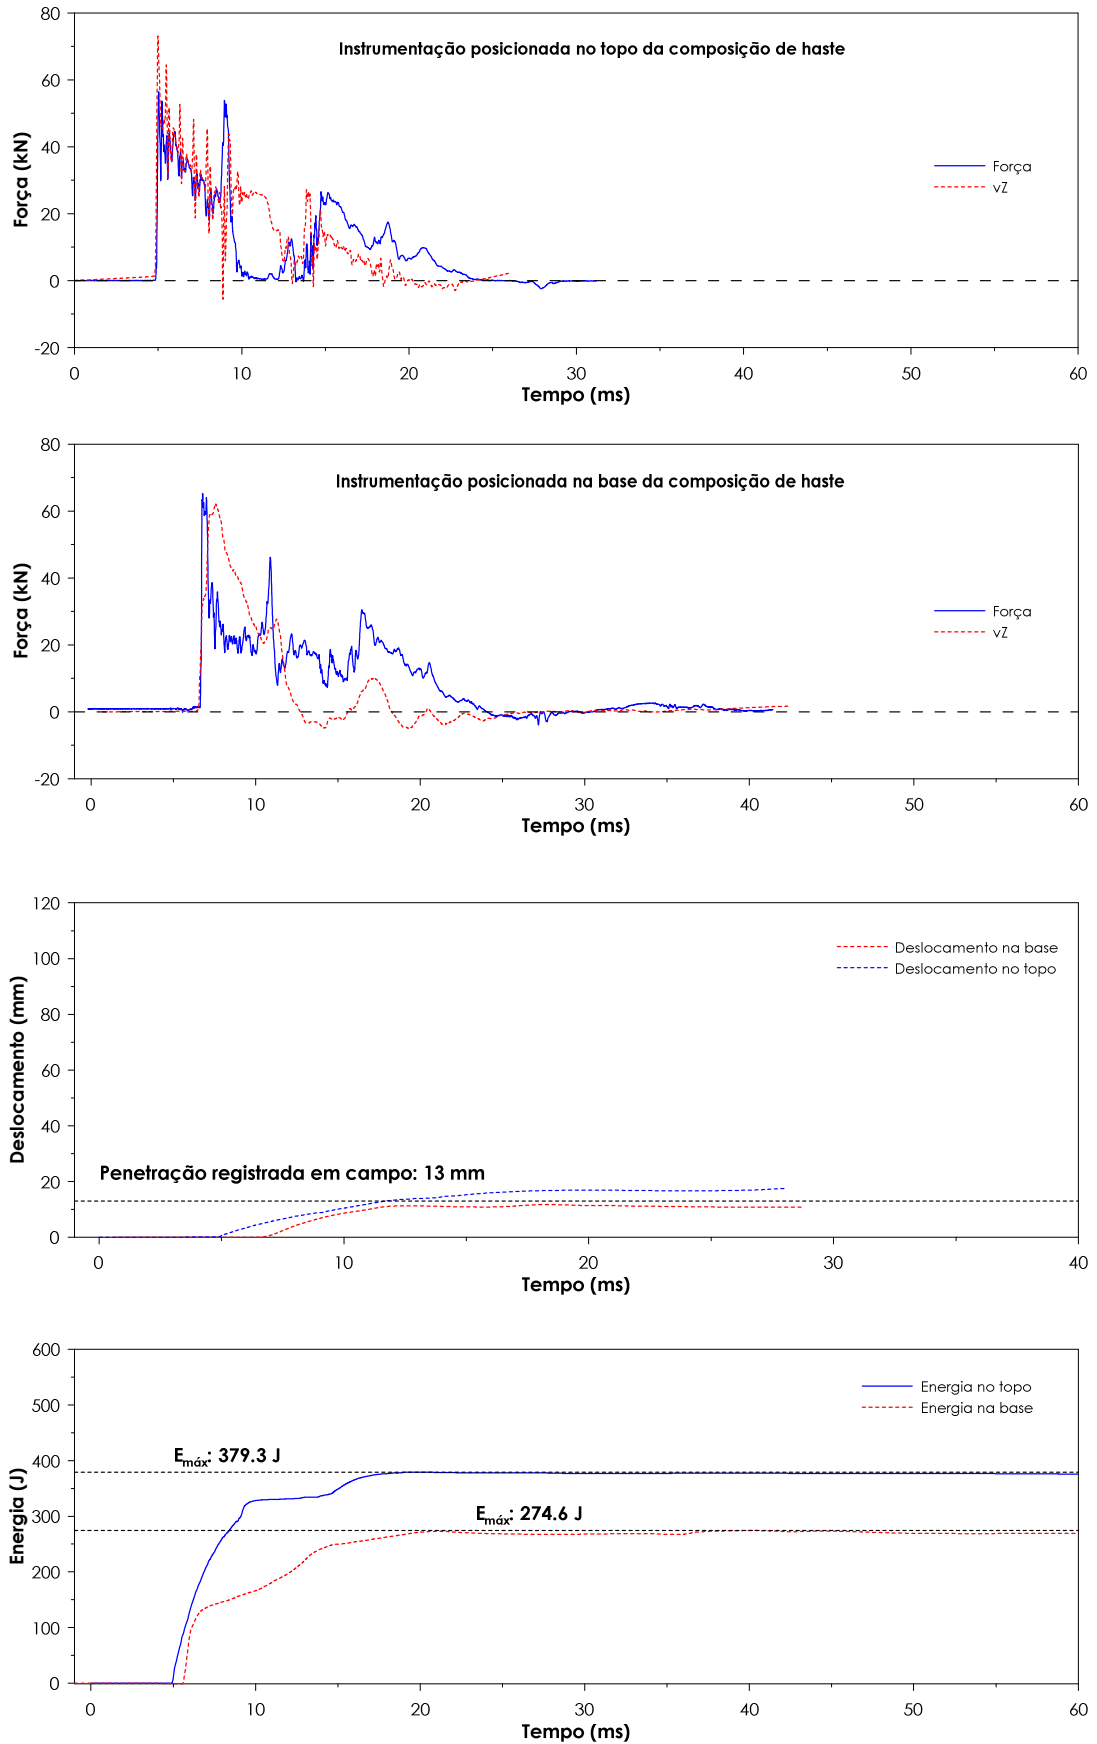 80
Instrumentação posicionada no topo da composição de haste
60
40
Força
vZ
20
0
-20
Força (kN)
0 10 20 30 40 50 60
Tempo (ms)
80
Instrumentação posicionada na base da composição de haste
60
40
Força
vZ
20
0
-20
Força (kN)
0 10 20 30 40 50 60
Tempo (ms)
120
Deslocamento na base
100
Deslocamento no topo
80
60
40
Penetração registrada em campo: 13 mm
20
0
Deslocamento (mm)
0 10 20 30 40
Tempo (ms)
600
Energia no topo
500
Energia na base
Emáx: 379.3 J
400
Emáx: 274.6 J
300
200
100
0
Energia (J)
0 10 20 30 40 50 60
Tempo (ms)